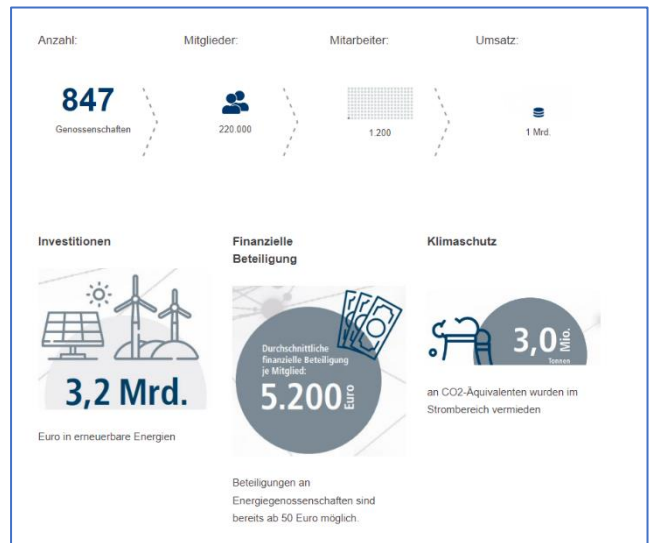 Anzahl:
Mitglieder:
Mitarbeiter:
Umsatz:
847
Genossenschaften
220.000
1.200
1 Mrd.
Investitionen
3,2 Mrd.
Euro in erneuerbare Energien
Finanzielle
Beteiligung
Durchschnittliche
finanzielle Beteiligung
je Mitglied:
5.200 Euro
Beteiligungen an
Energiegenossenschaften sind
bereits ab 50 Euro möglich.
Klimaschutz
3,0 Mio.
Tonnen
an CO2-Äquivalenten wurden im
Strombereich vermieden